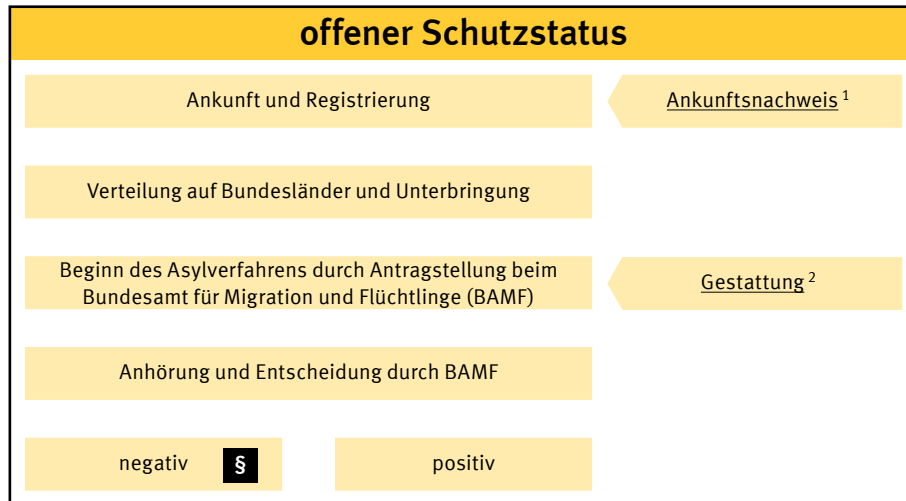 offener Schutzstatus
Ankunft und Registrierung
Ankunftsnachweis ¹
Verteilung auf Bundesländer und Unterbringung
Beginn des Asylverfahrens durch Antragstellung beim
Bundesamt für Migration und Flüchtlinge (BAMF)
Gestattung ²
Anhörung und Entscheidung durch BAMF
negativ §
positiv